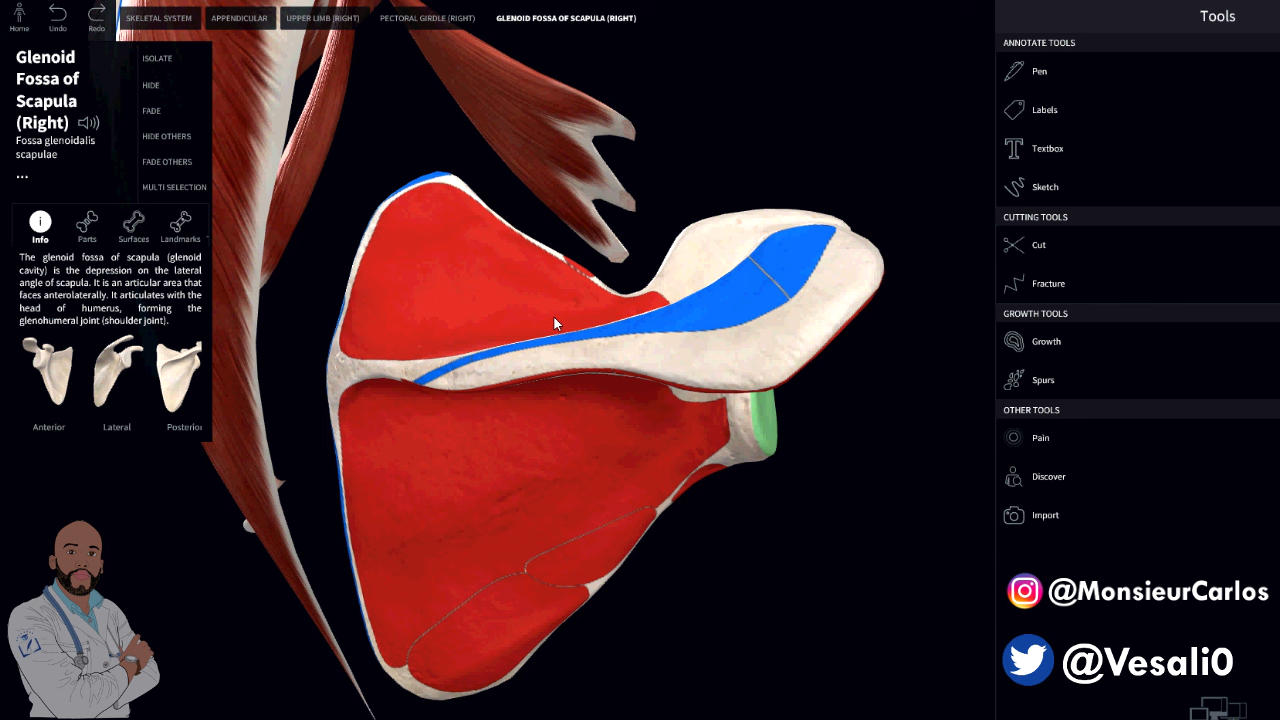 SKELETAL SYSTEM
APPENDICULAR
UPPER LIMB (RIGHT)
PECTORAL GIRDLE (RIGHT)
GLENOID FOSSA OF SCAPULA (RIGHT)
Home
Undo
Redo
Glenoid
Fossa of
Scapula
(Right)
Fossa glenoidalis
scapulae
...
ISOLATE
HIDE
FADE
HIDE OTHERS
FADE OTHERS
MULTI SELECTION
i
Info
Parts
Surfaces
Landmarks
The glenoid fossa of scapula (glenoid
cavity) is the depression on the lateral
angle of scapula. It is an articular area that
faces anterolaterally. It articulates with the
head of humerus, forming the
glenohumeral joint (shoulder joint).
Anterior
Lateral
Posterior
Tools
ANNOTATE TOOLS
Pen
Labels
Textbox
Sketch
CUTTING TOOLS
Cut
Fracture
GROWTH TOOLS
Growth
Spurs
OTHER TOOLS
Pain
Discover
Import
@MonsieurCarlos
@Vesali0